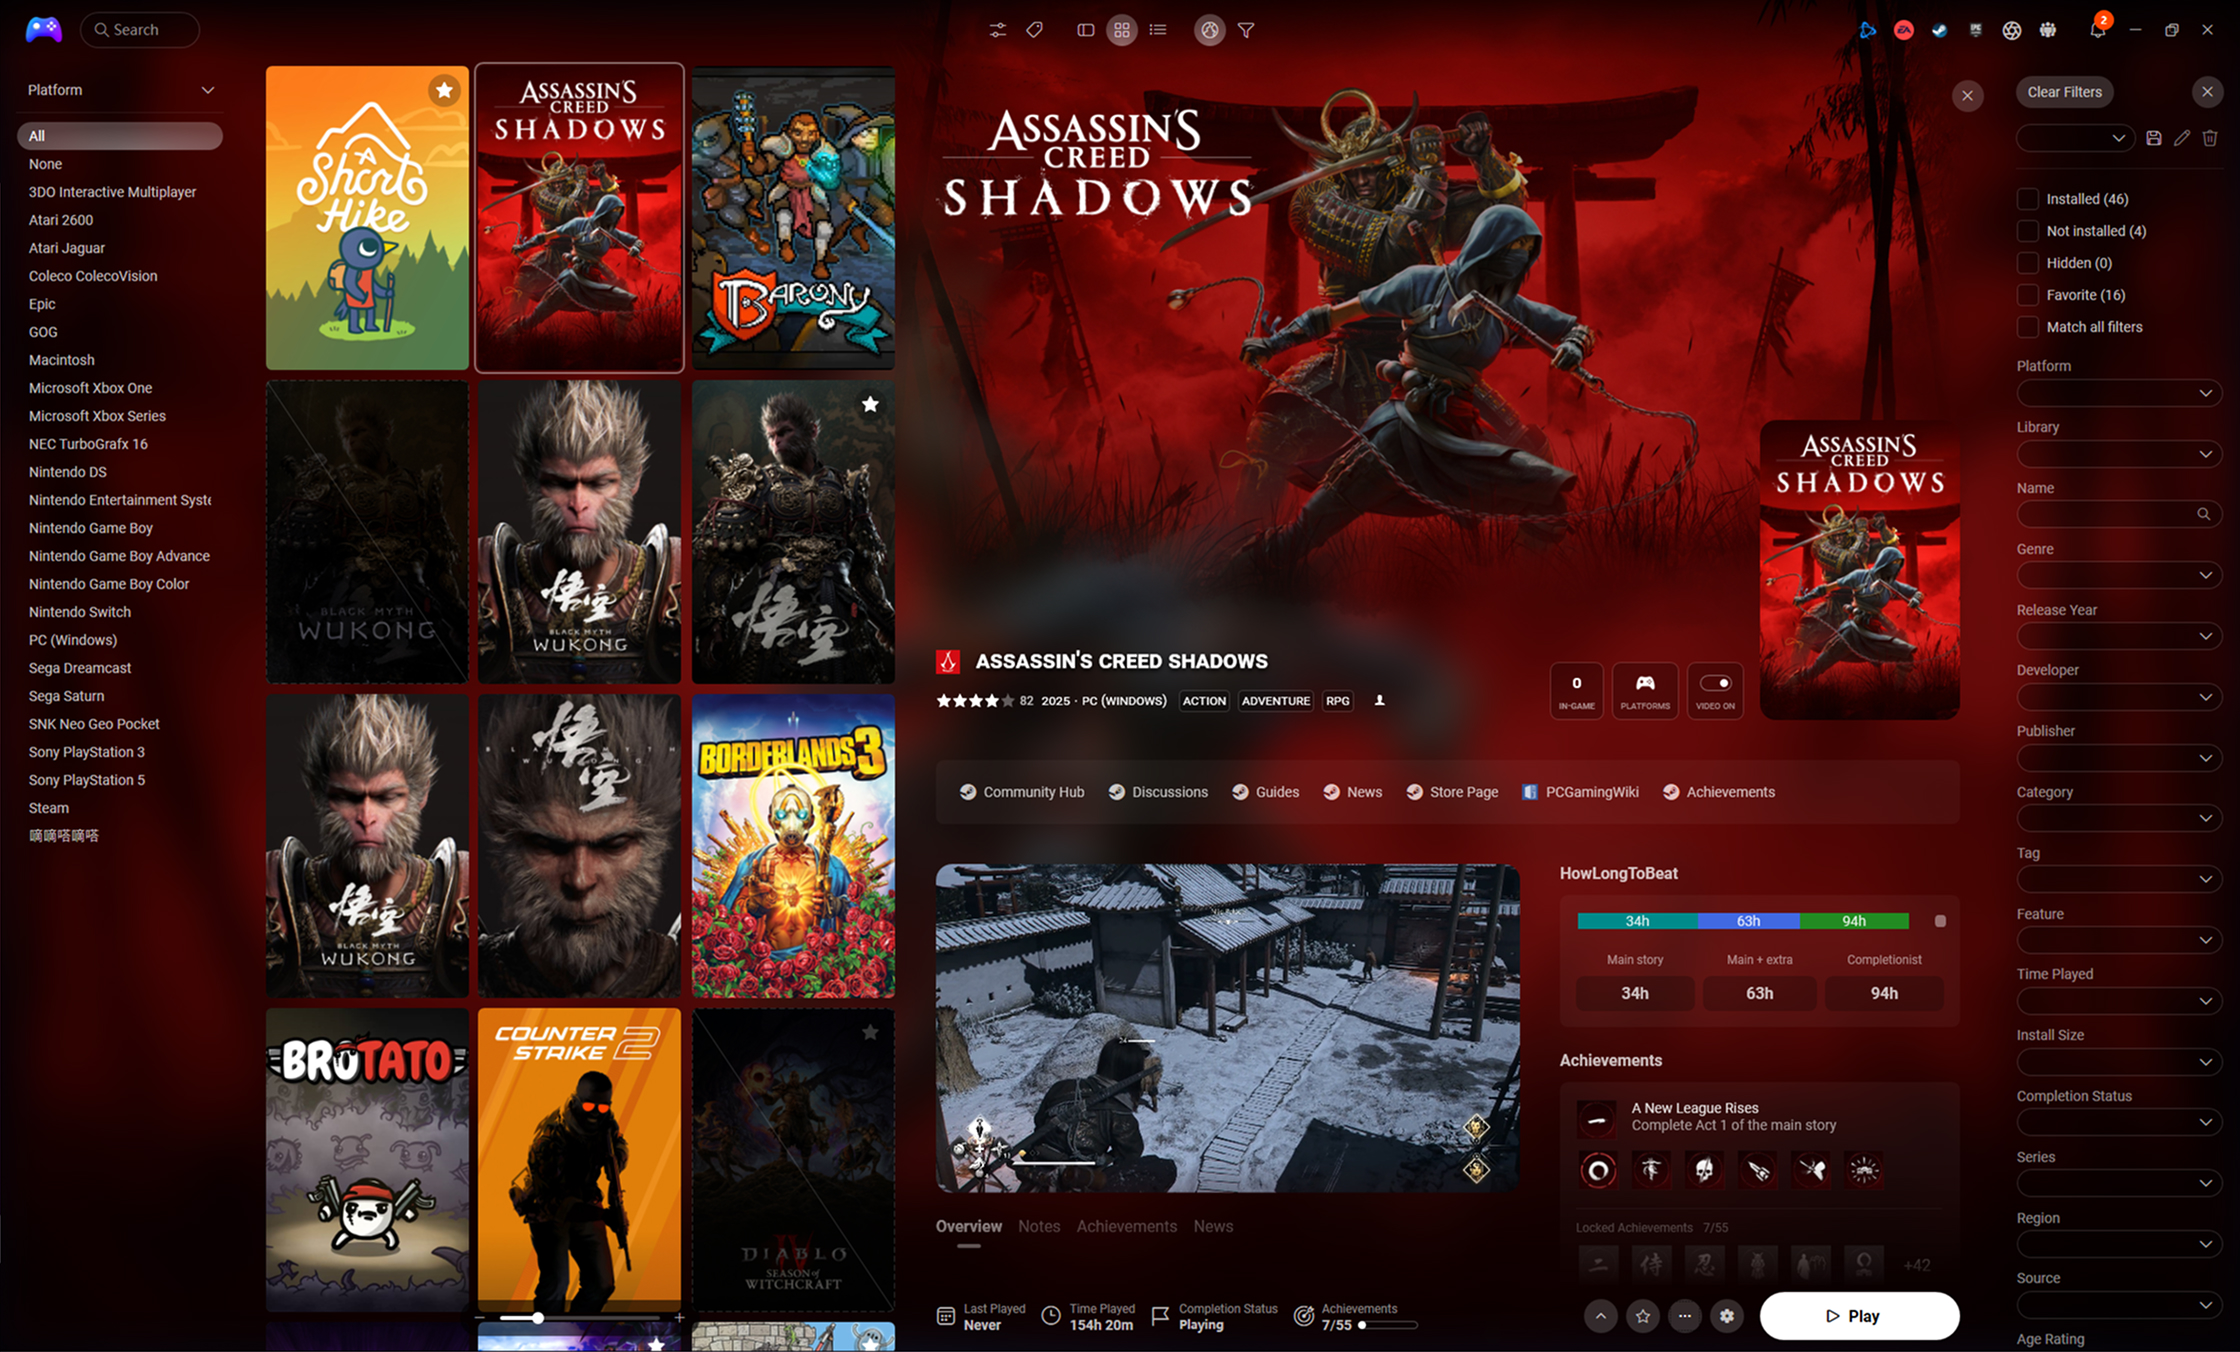 Search
2
Platform
All
None
3DO Interactive Multiplayer
Atari 2600
Atari Jaguar
Coleco ColecoVision
Epic
GOG
Macintosh
Microsoft Xbox One
Microsoft Xbox Series
NEC TurboGrafx 16
Nintendo DS
Nintendo Entertainment Syste
Nintendo Game Boy
Nintendo Game Boy Advance
Nintendo Game Boy Color
Nintendo Switch
PC (Windows)
Sega Dreamcast
Sega Saturn
SNK Neo Geo Pocket
Sony PlayStation 3
Sony PlayStation 5
Steam
嘀嘀嗒嘀嗒
A
Short
Hike
ASSASSIN'S
CREED
SHADOWS
BARONY
BLACK MYTH
WUKONG
悟空
BLACK MYTH
WUKONG
悟空
悟空
BLACK MYTH
WUKONG
悟空
BLACK MYTH
WUKONG
BORDERLANDS 3
BROTATO
COUNTER
STRIKE 2
DIABLO
IV
SEASON of
WITCHCRAFT
ASSASSIN'S
CREED
SHADOWS
ASSASSIN'S
CREED
SHADOWS
ASSASSIN'S CREED SHADOWS
82 2025 · PC (WINDOWS) ACTION ADVENTURE RPG
0
IN-GAME
PLATFORMS
VIDEO ON
Community Hub
Discussions
Guides
News
Store Page
PCGamingWiki
Achievements
HowLongToBeat
34h 63h 94h
Main story Main + extra Completionist
34h 63h 94h
Achievements
A New League Rises
Complete Act 1 of the main story
Locked Achievements 7/55
二 侍 忍
+42
24
Overview Notes Achievements News
Last Played
Never
Time Played
154h 20m
Completion Status
Playing
Achievements
7/55
Play
Clear Filters
Installed (46)
Not installed (4)
Hidden (0)
Favorite (16)
Match all filters
Platform
Library
Name
Genre
Release Year
Developer
Publisher
Category
Tag
Feature
Time Played
Install Size
Completion Status
Series
Region
Source
Age Rating